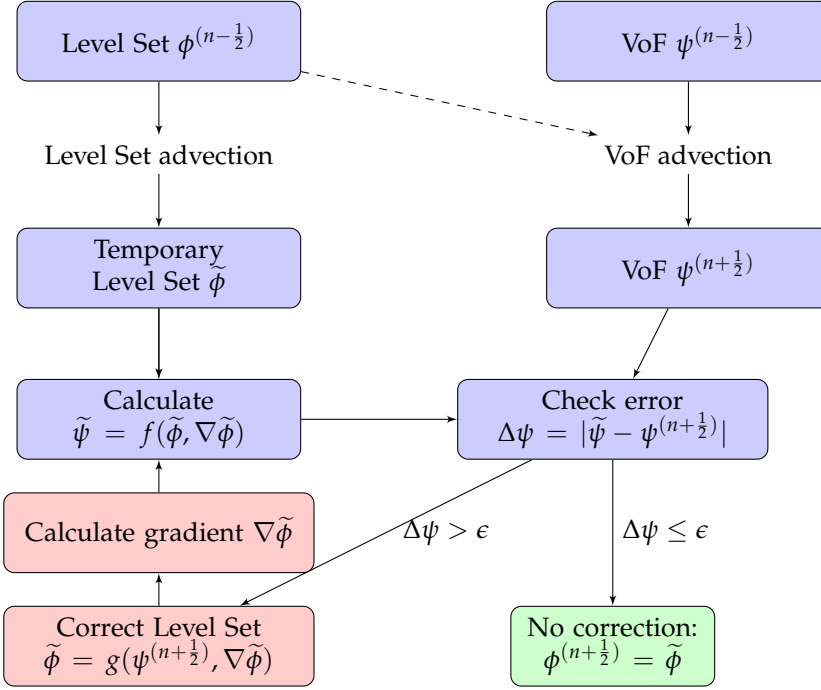 Level Set ϕ^(n−1/2)
VoF ψ^(n−1/2)
Level Set advection
VoF advection
Temporary
Level Set ϕ̃
VoF ψ^(n+1/2)
Calculate
ψ̃ = f(ϕ̃, ∇ϕ̃)
Check error
Δψ = |ψ̃ − ψ^(n+1/2)|
Calculate gradient ∇ϕ̃
Δψ > ϵ
Δψ ≤ ϵ
Correct Level Set
ϕ̃ = g(ψ^(n+1/2), ∇ϕ̃)
No correction:
ϕ^(n+1/2) = ϕ̃